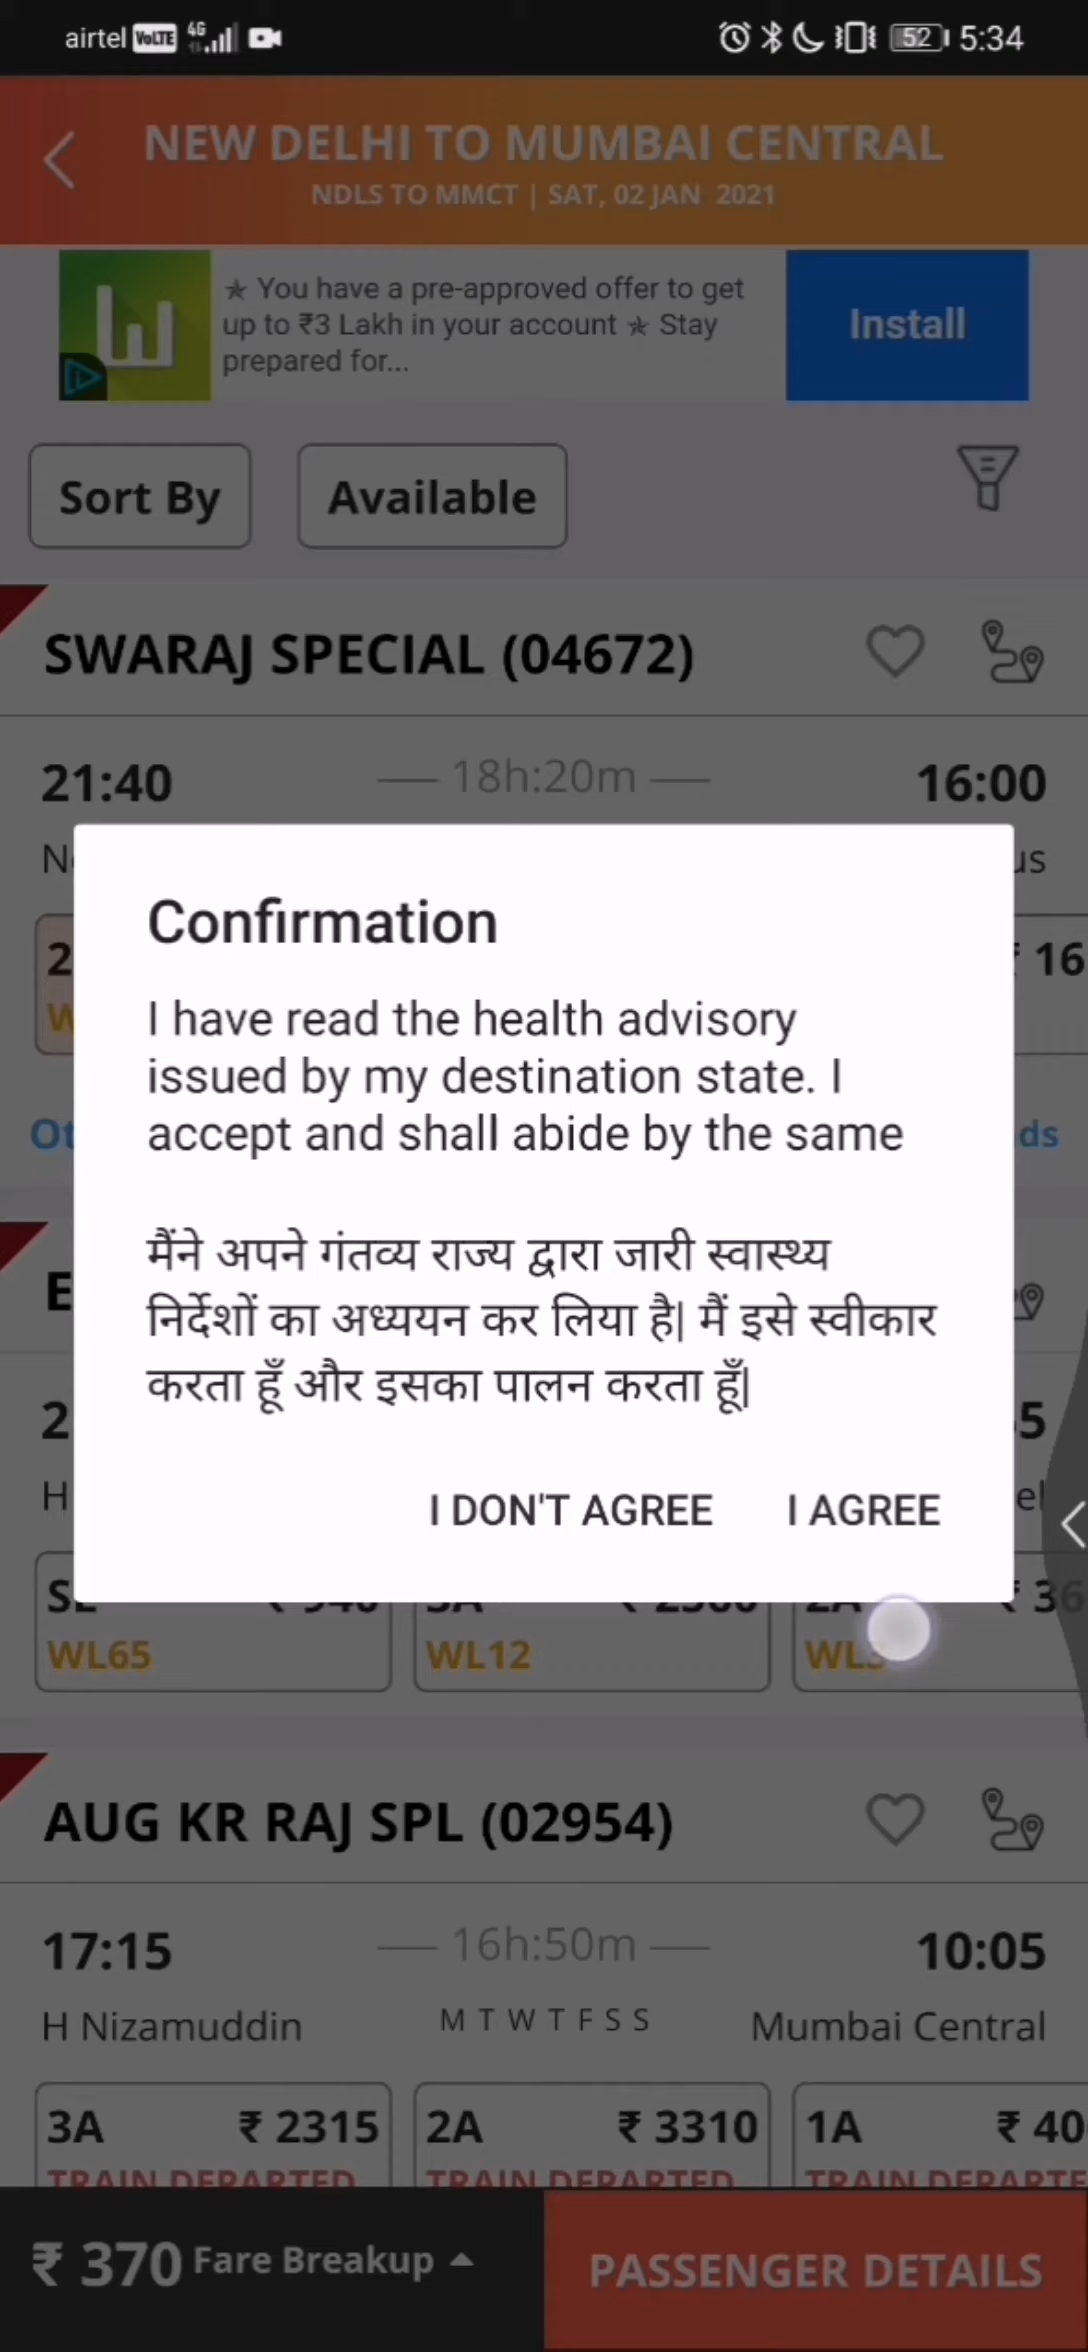 airtel VoLTE 4G 52 5:34
NEW DELHI TO MUMBAI CENTRAL
NDLS TO MMCT | SAT, 02 JAN 2021
★ You have a pre-approved offer to get
up to ₹3 Lakh in your account ★ Stay
prepared for...
Install
Sort By Available
SWARAJ SPECIAL (04672)
21:40 18h:20m 16:00
Confirmation
I have read the health advisory
issued by my destination state. I
accept and shall abide by the same
मैंने अपने गंतव्य राज्य द्वारा जारी स्वास्थ्य
निर्देशों का अध्ययन कर लिया है| मैं इसे स्वीकार
करता हूँ और इसका पालन करता हूँ|
I DON'T AGREE I AGREE
WL65 WL12
AUG KR RAJ SPL (02954)
17:15 16h:50m 10:05
H Nizamuddin M T W T F S S Mumbai Central
3A ₹ 2315 2A ₹ 3310 1A ₹ 40
TRAIN DEPARTED TRAIN DEPARTED TRAIN DEPARTE
₹ 370 Fare Breakup PASSENGER DETAILS